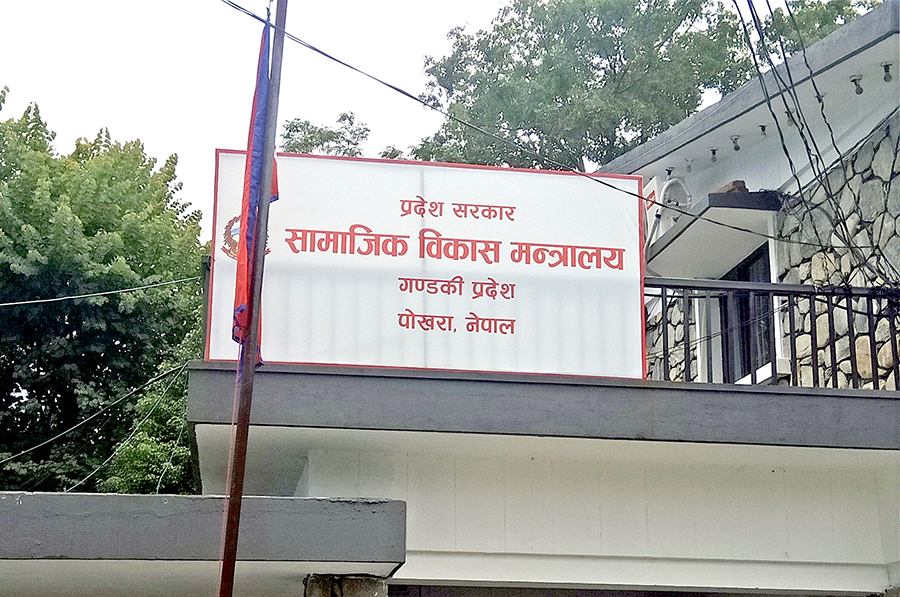 प्रदेश सरकार
सामाजिक विकास मन्त्रालय
गण्डकी प्रदेश
पोखरा, नेपाल